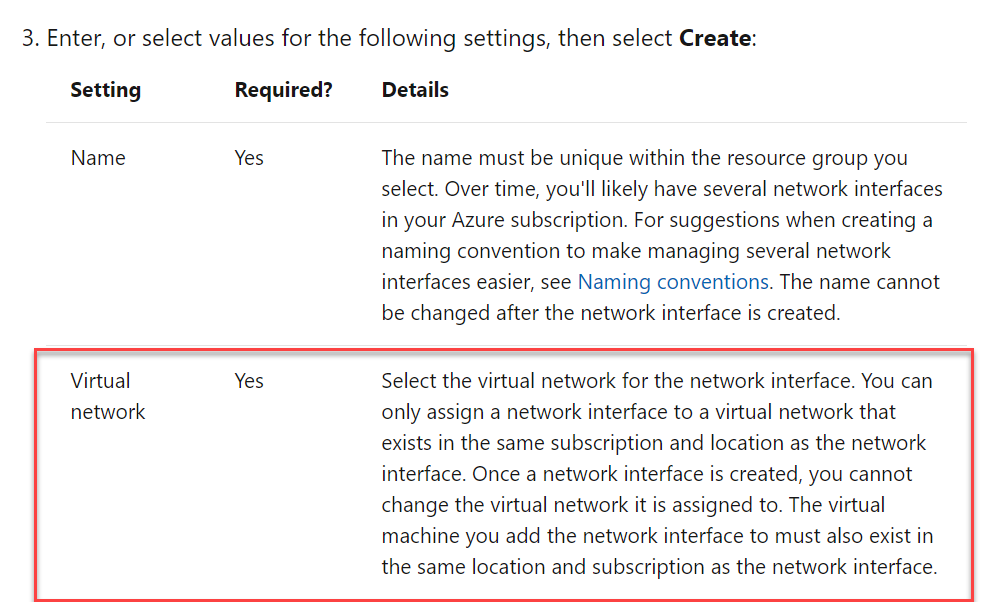 3. Enter, or select values for the following settings, then select Create:
Setting Required? Details
Name Yes The name must be unique within the resource group you
select. Over time, you'll likely have several network interfaces
in your Azure subscription. For suggestions when creating a
naming convention to make managing several network
interfaces easier, see Naming conventions. The name cannot
be changed after the network interface is created.
Virtual Yes Select the virtual network for the network interface. You can
network only assign a network interface to a virtual network that
exists in the same subscription and location as the network
interface. Once a network interface is created, you cannot
change the virtual network it is assigned to. The virtual
machine you add the network interface to must also exist in
the same location and subscription as the network interface.